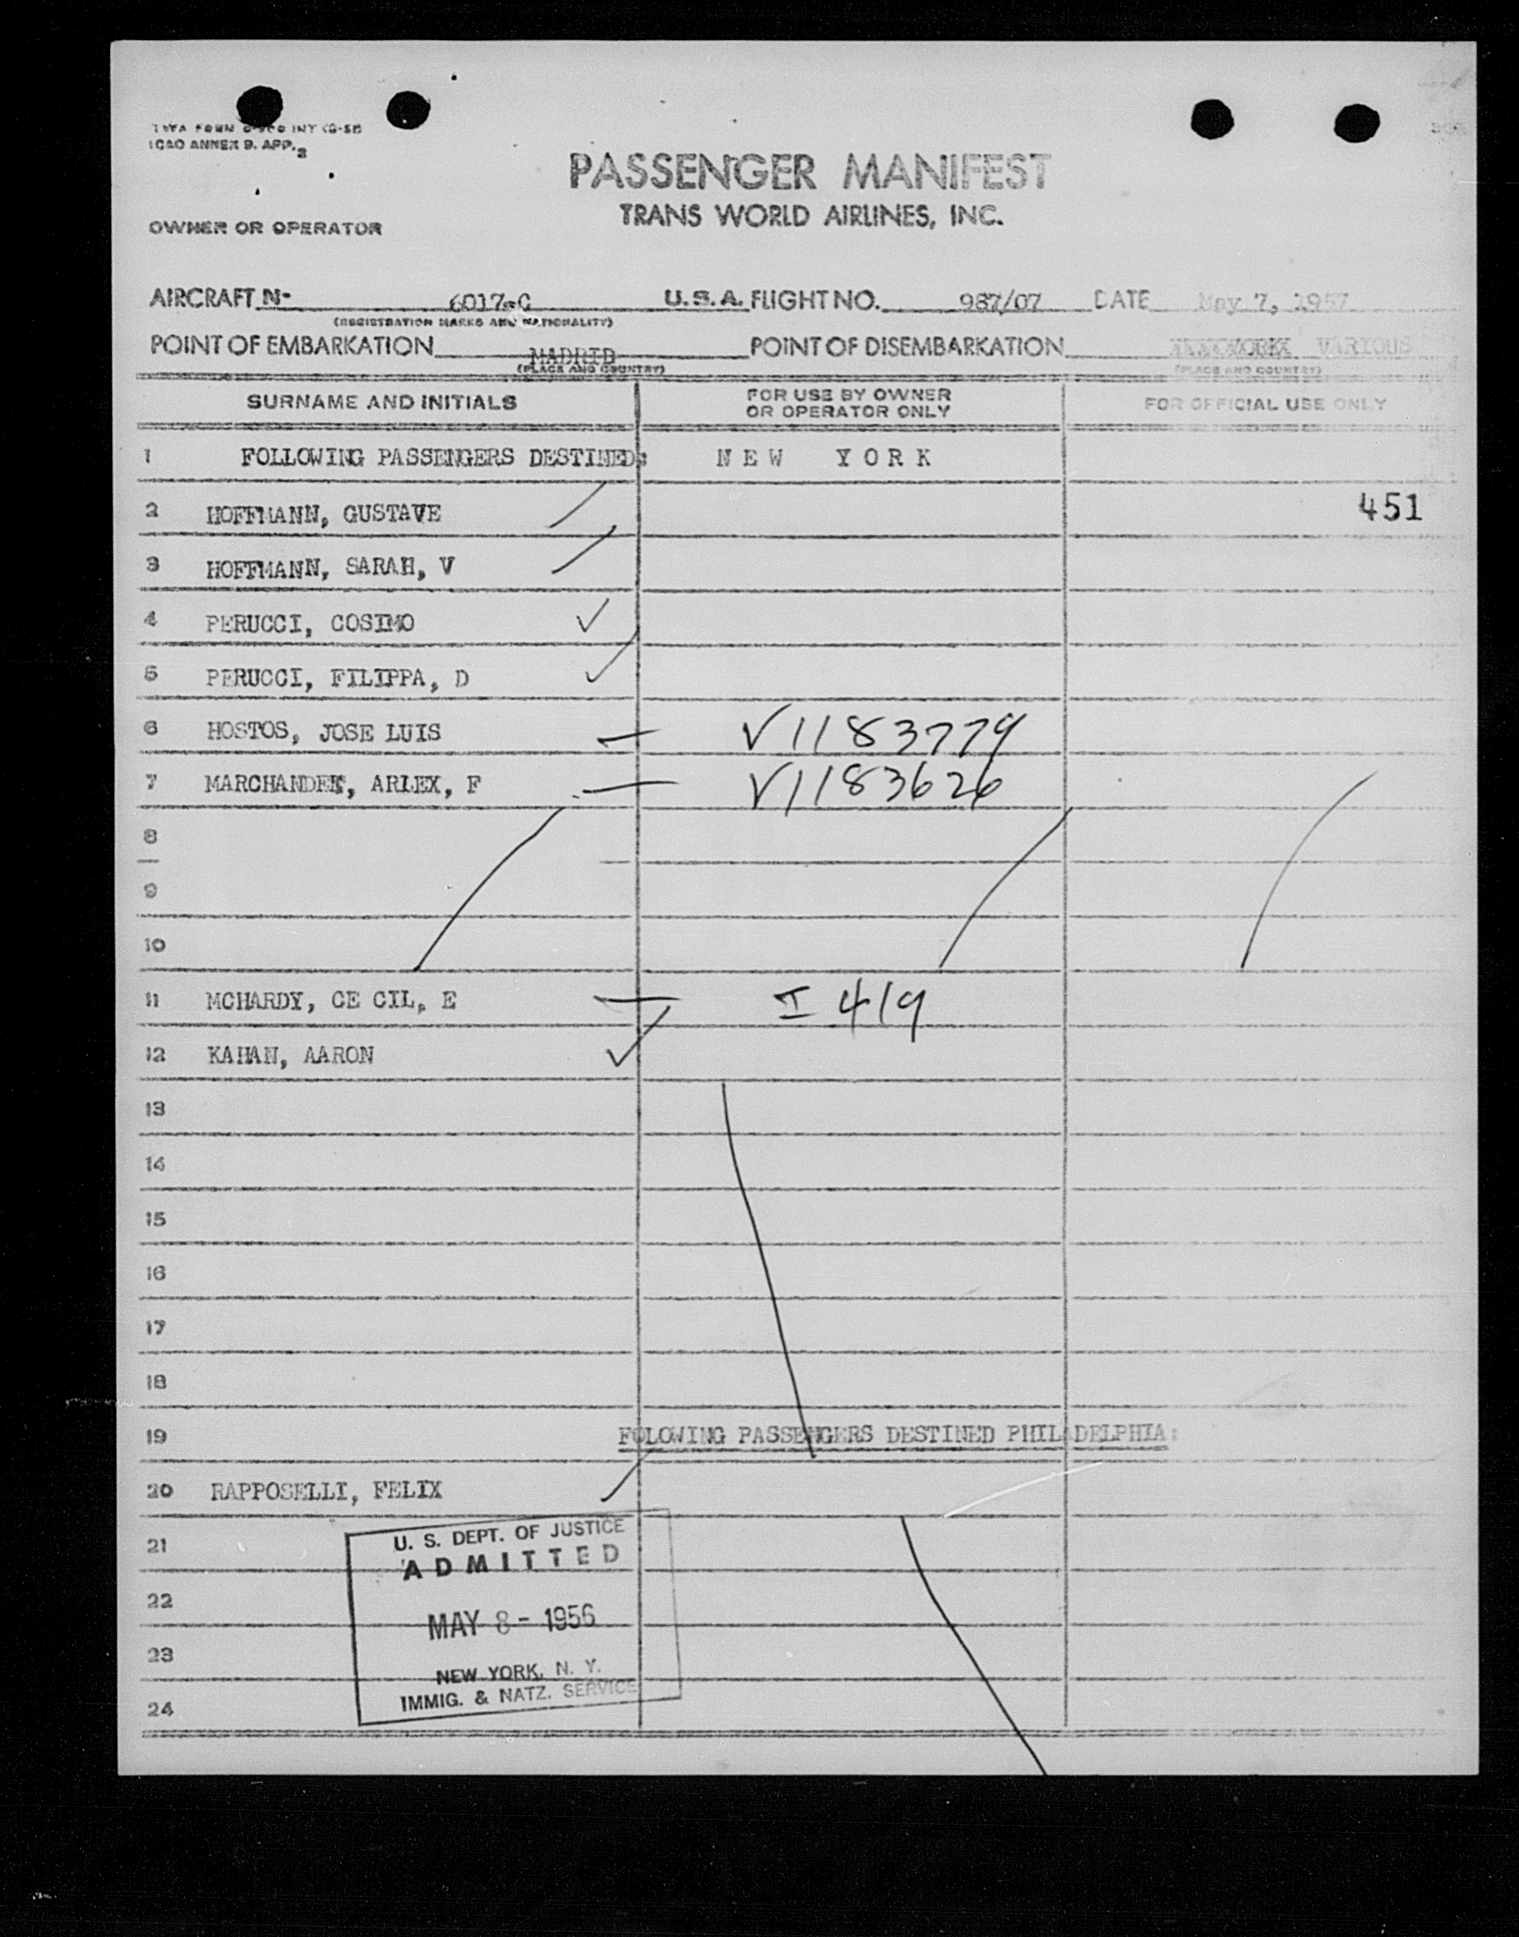 ICAO ANNEX 9. APP. 2
PASSENGER MANIFEST
TRANS WORLD AIRLINES, INC.
OWNER OR OPERATOR
AIRCRAFT N- 6017-C U.S.A. FLIGHT NO. 987/07 DATE May 7, 1957
(REGISTRATION MARKS AND NATIONALITY)
POINT OF EMBARKATION MADRID POINT OF DISEMBARKATION VARIOUS
(PLACE AND COUNTRY) (PLACE AND COUNTRY)
SURNAME AND INITIALS FOR USE BY OWNER OR OPERATOR ONLY FOR OFFICIAL USE ONLY
1 FOLLOWING PASSENGERS DESTINED: N E W Y O R K
2 HOFFMANN, GUSTAVE 451
3 HOFFMANN, SARAH, V
4 PERUCCI, COSIMO
5 PERUCCI, FILIPPA, D
6 HOSTOS, JOSE LUIS V1183779
7 ARLEX, F V1183626
8
9
10
11 MCHARDY, CE CIL, E I 419
12 KAHAN, AARON
13
14
15
16
17
18
19 FOLOWING PASSENGERS DESTINED PHILADELPHIA:
20 RAPPOSELLI, FELIX
21
22
23
24
U. S. DEPT. OF JUSTICE
ADMITTED
MAY 8 - 1956
NEW YORK, N. Y.
IMMIG. & NATZ. SERVICE